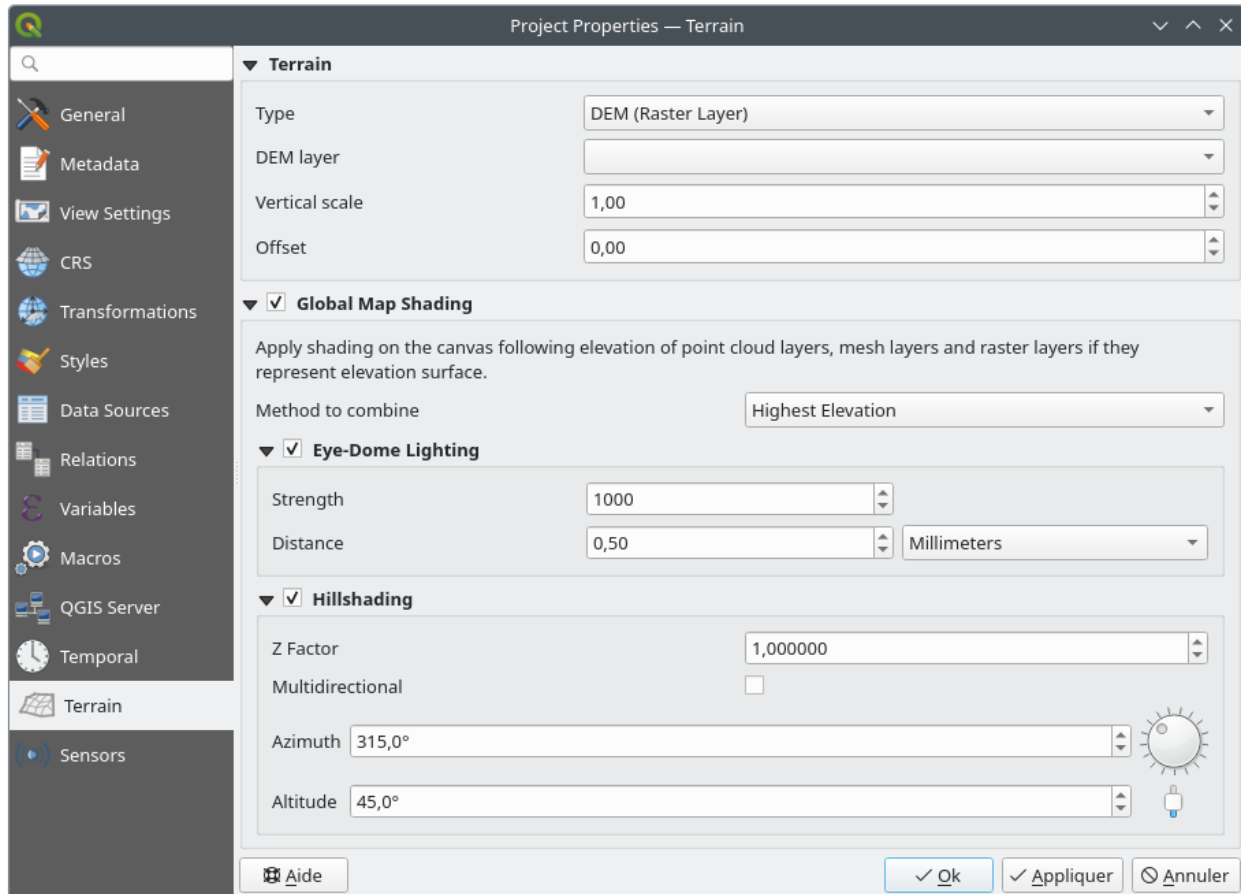 Project Properties — Terrain
General
Metadata
View Settings
CRS
Transformations
Styles
Data Sources
Relations
Variables
Macros
QGIS Server
Temporal
Terrain
Sensors
Terrain
Type DEM (Raster Layer)
DEM layer
Vertical scale 1,00
Offset 0,00
Global Map Shading
Apply shading on the canvas following elevation of point cloud layers, mesh layers and raster layers if they
represent elevation surface.
Method to combine Highest Elevation
Eye-Dome Lighting
Strength 1000
Distance 0,50 Millimeters
Hillshading
Z Factor 1,000000
Multidirectional
Azimuth 315,0°
Altitude 45,0°
Aide Ok Appliquer Annuler